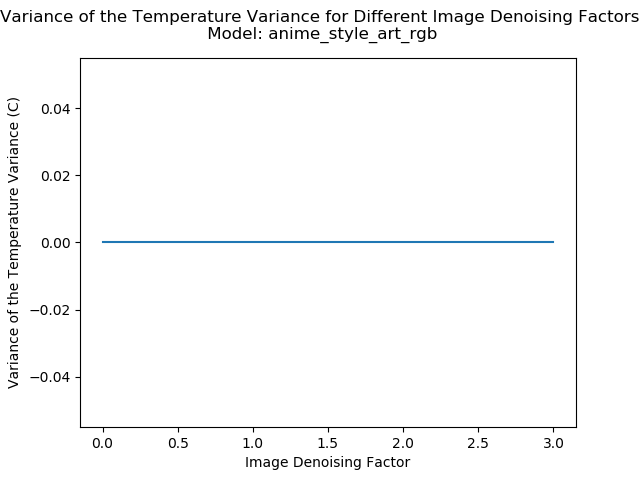 Variance of the Temperature Variance for Different Image Denoising Factors
Model: anime_style_art_rgb
Variance of the Temperature Variance (C)
0.04
0.02
0.00
−0.02
−0.04
0.0 0.5 1.0 1.5 2.0 2.5 3.0
Image Denoising Factor